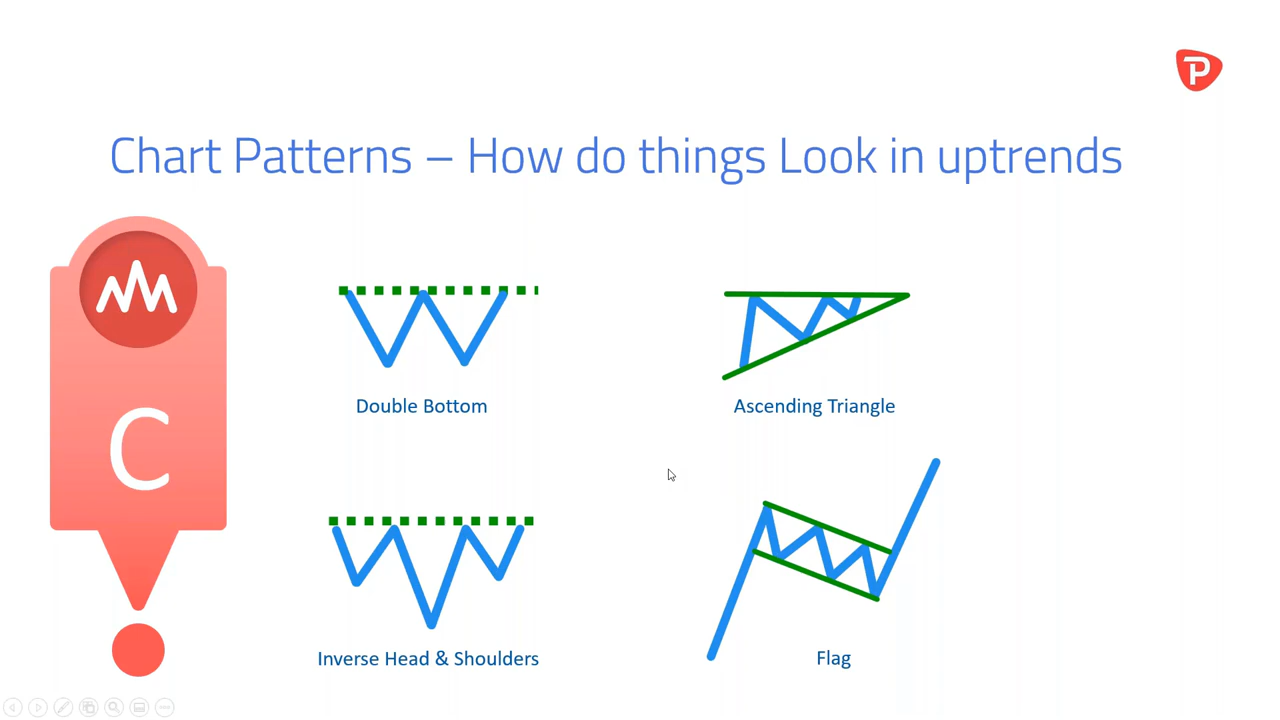 P
Chart Patterns – How do things Look in uptrends
C
Double Bottom
Ascending Triangle
Inverse Head & Shoulders
Flag